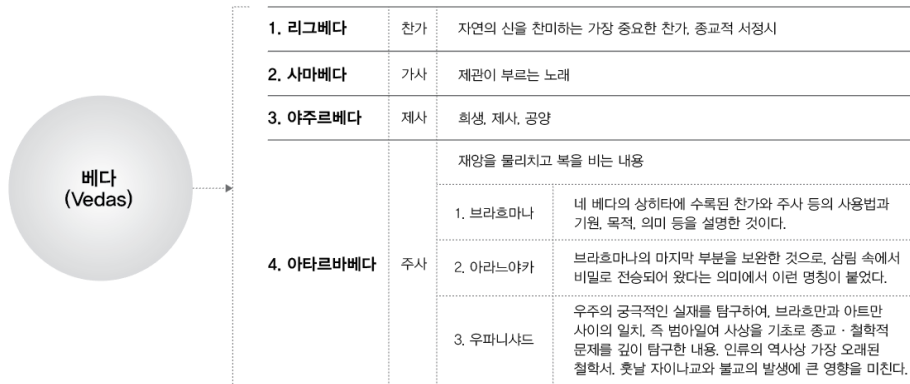 베다
(Vedas)
1. 리그베다 찬가 자연의 신을 찬미하는 가장 중요한 찬가, 종교적 서정시
2. 사마베다 가사 제관이 부르는 노래
3. 야주르베다 제사 희생, 제사, 공양
4. 아타르바베다 주사
재앙을 물리치고 복을 비는 내용
1. 브라흐마나
네 베다의 상히타에 수록된 찬가와 주사 등의 사용법과
기원, 목적, 의미 등을 설명한 것이다.
2. 아라느야카
브라흐마나의 마지막 부분을 보완한 것으로, 삼림 속에서
비밀로 전승되어 왔다는 의미에서 이런 명칭이 붙었다.
3. 우파니샤드
우주의 궁극적인 실재를 탐구하여, 브라흐만과 아트만
사이의 일치, 즉 범아일여 사상을 기초로 종교 · 철학적
문제를 깊이 탐구한 내용. 인류의 역사상 가장 오래된
철학서. 훗날 자이나교와 불교의 발생에 큰 영향을 미친다.